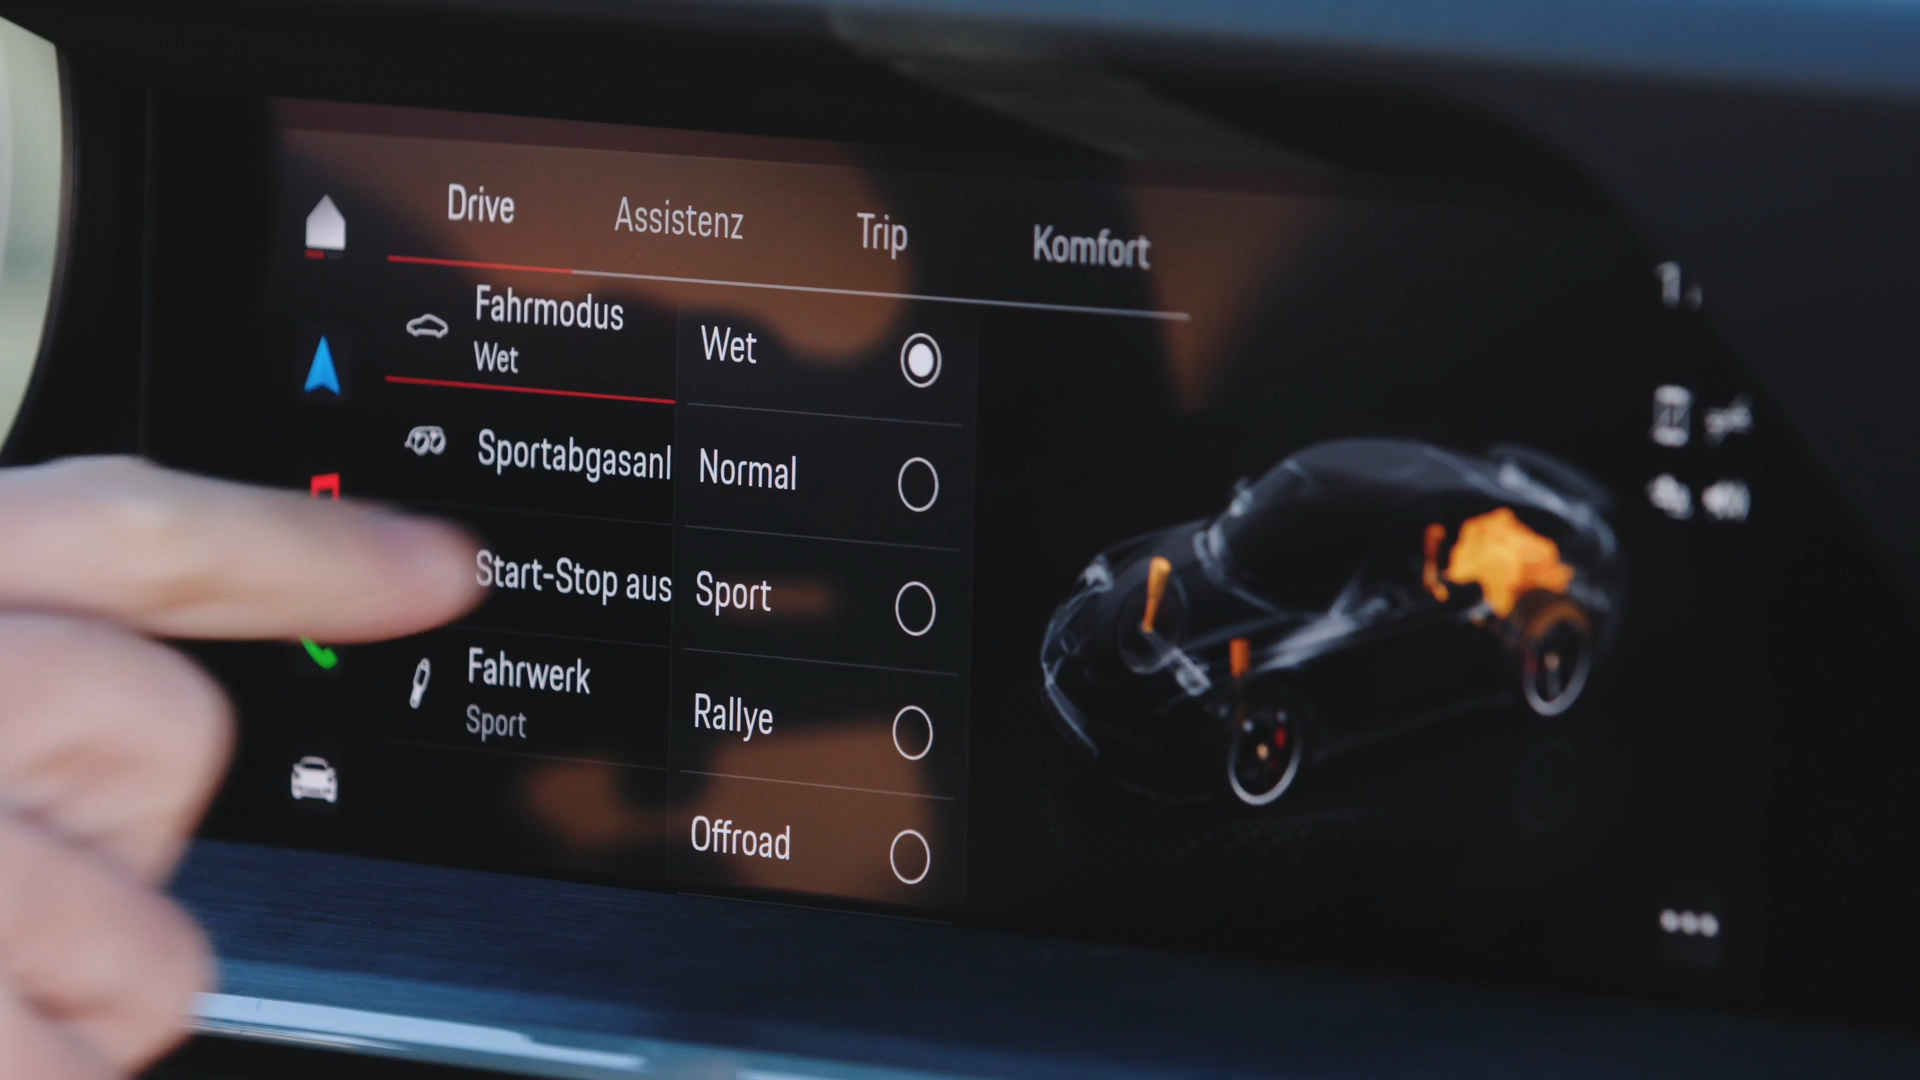 Drive
Assistenz
Trip
Komfort
Fahrmodus
Wet
Sportabgasanl
Start-Stop aus
Fahrwerk
Sport
Wet
Normal
Sport
Rallye
Offroad